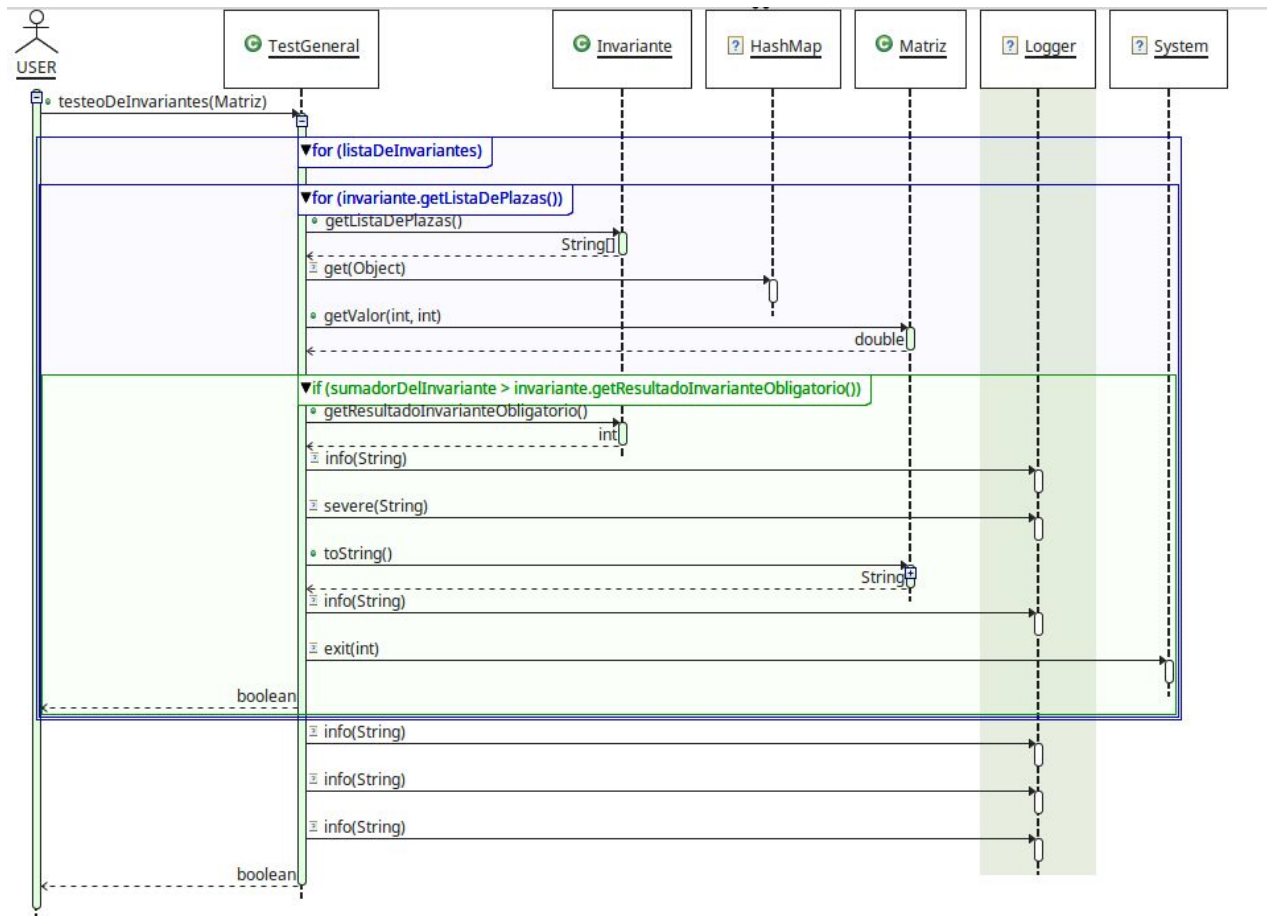 USER
TestGeneral
Invariante
HashMap
Matriz
Logger
System
testeoDeInvariantes(Matriz)
for (listaDeInvariantes)
for (invariante.getListaDePlazas())
getListaDePlazas()
String[]
get(Object)
getValor(int, int)
double
if (sumadorDelInvariante > invariante.getResultadoInvarianteObligatorio())
getResultadoInvarianteObligatorio()
int
info(String)
severe(String)
toString()
String
info(String)
exit(int)
boolean
info(String)
info(String)
info(String)
boolean